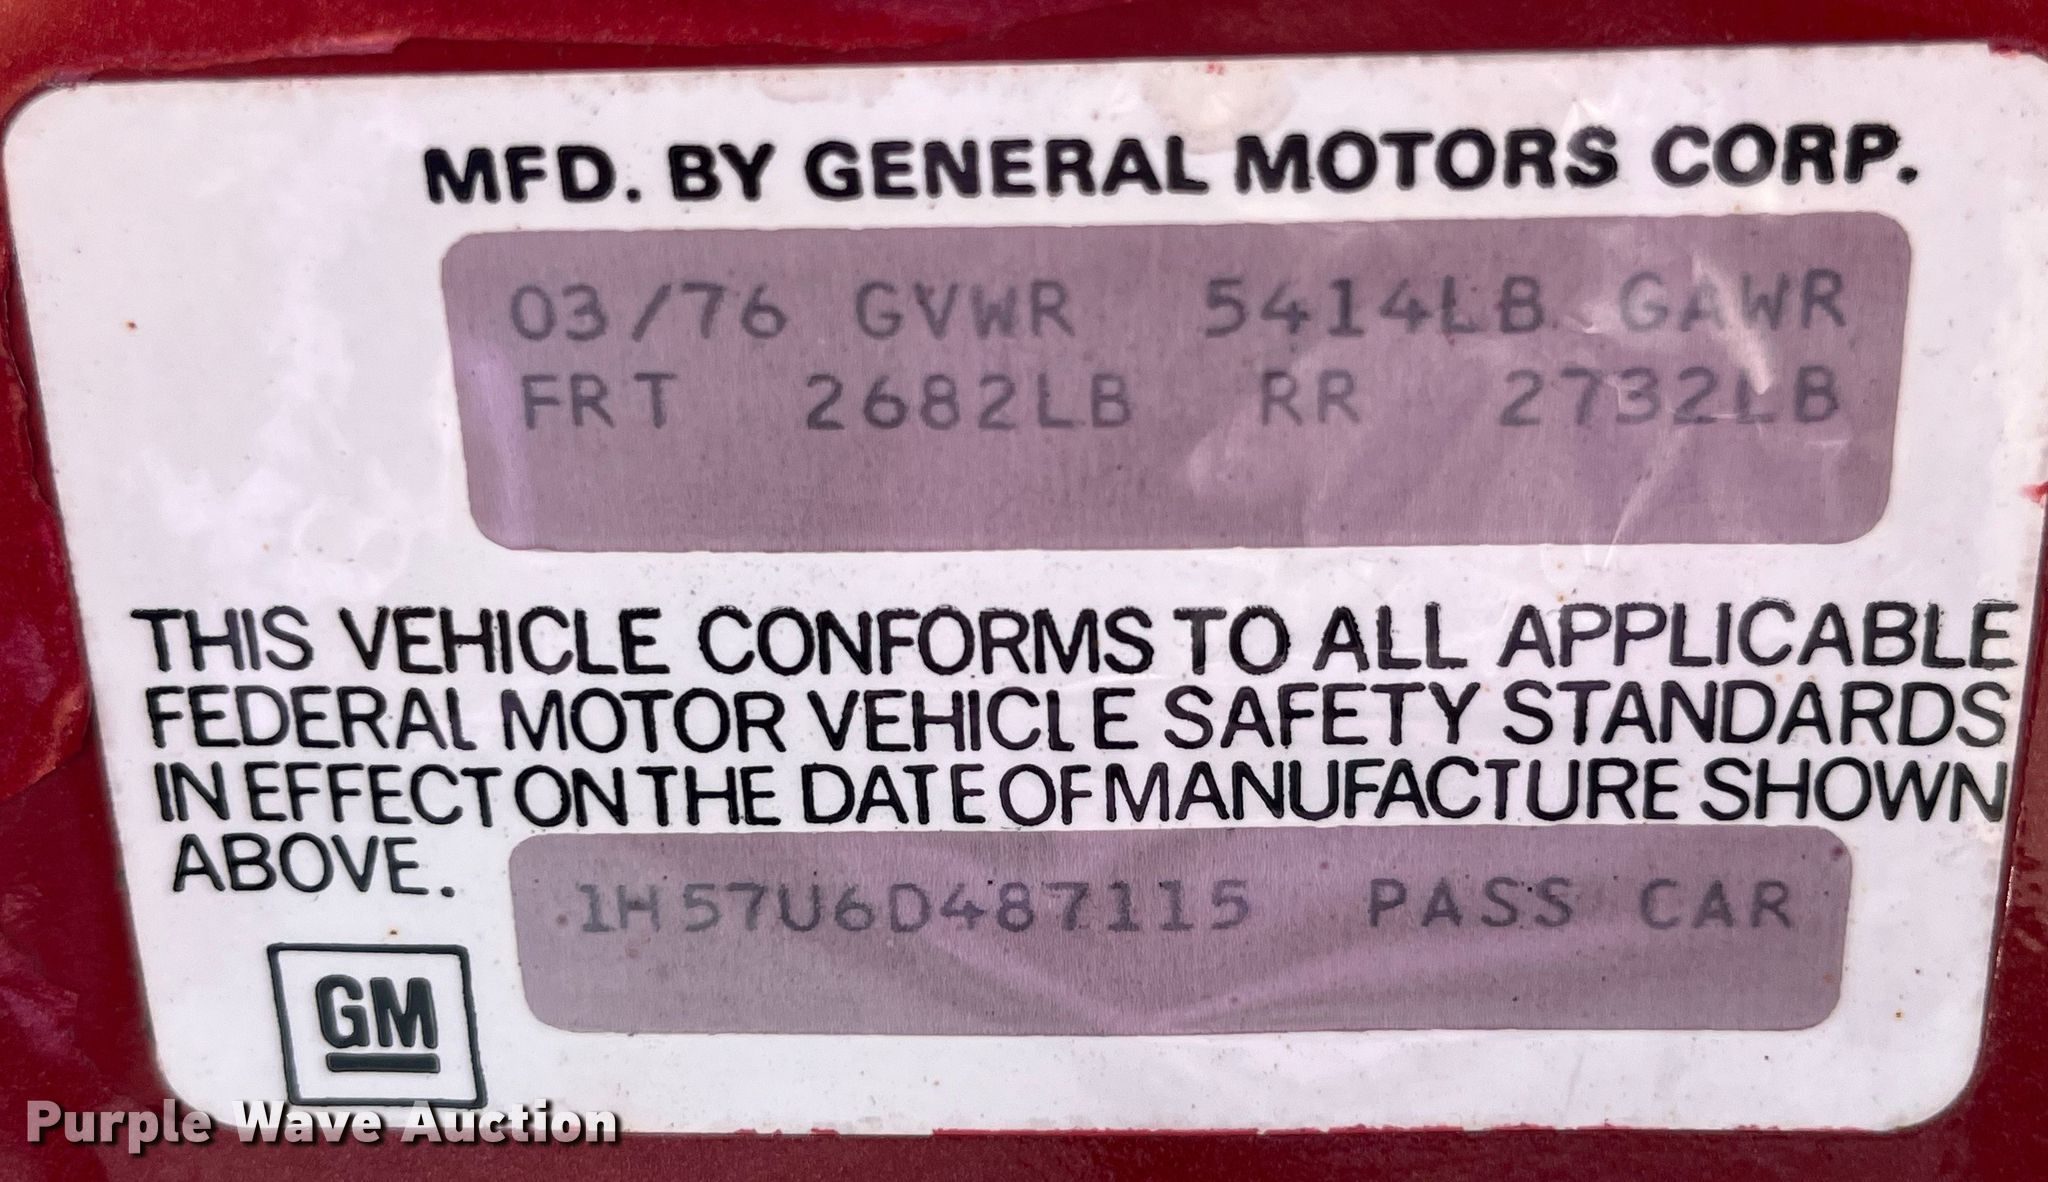 MFD. BY GENERAL MOTORS CORP.
03/76 GVWR 5414LB GAWR
FRT 2682LB RR 2732LB
THIS VEHICLE CONFORMS TO ALL APPLICABLE
FEDERAL MOTOR VEHICLE SAFETY STANDARDS
IN EFFECT ON THE DATE OF MANUFACTURE SHOWN
ABOVE.
1H57U6D487115 PASS CAR
GM
Purple Wave Auction